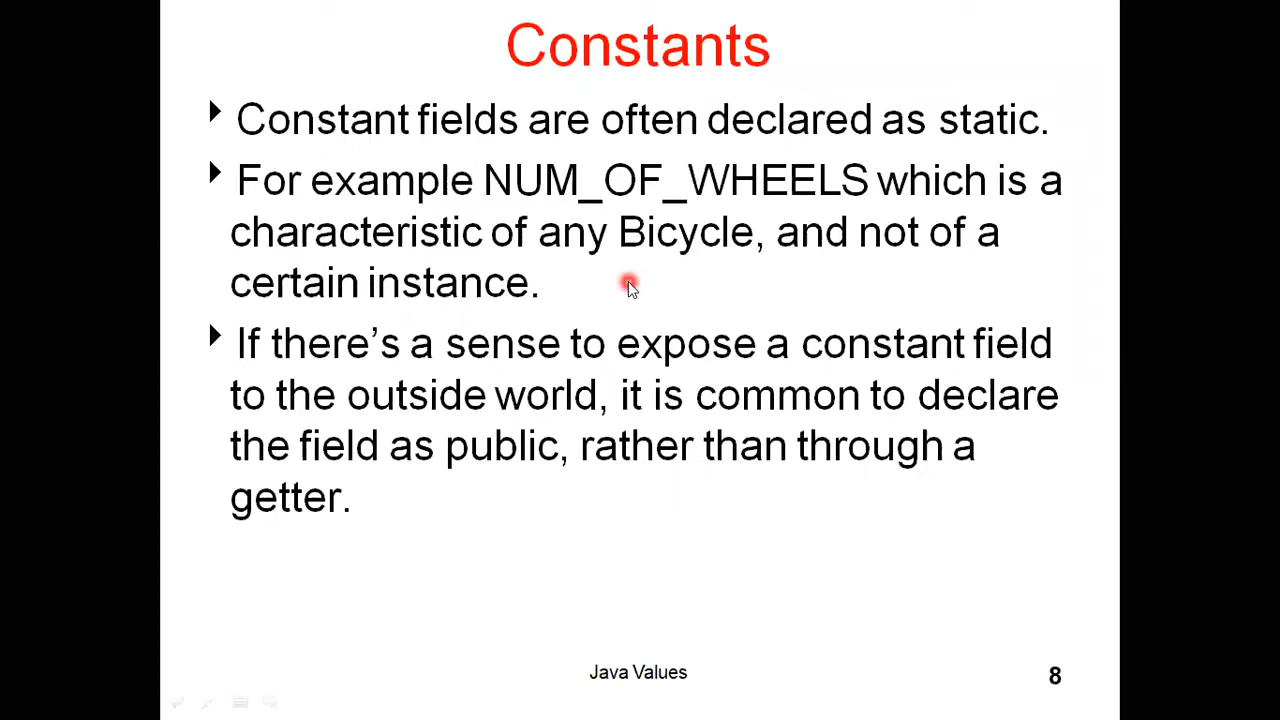 Constants
Constant fields are often declared as static.
For example NUM_OF_WHEELS which is a
characteristic of any Bicycle, and not of a
certain instance.
If there’s a sense to expose a constant field
to the outside world, it is common to declare
the field as public, rather than through a
getter.
Java Values
8